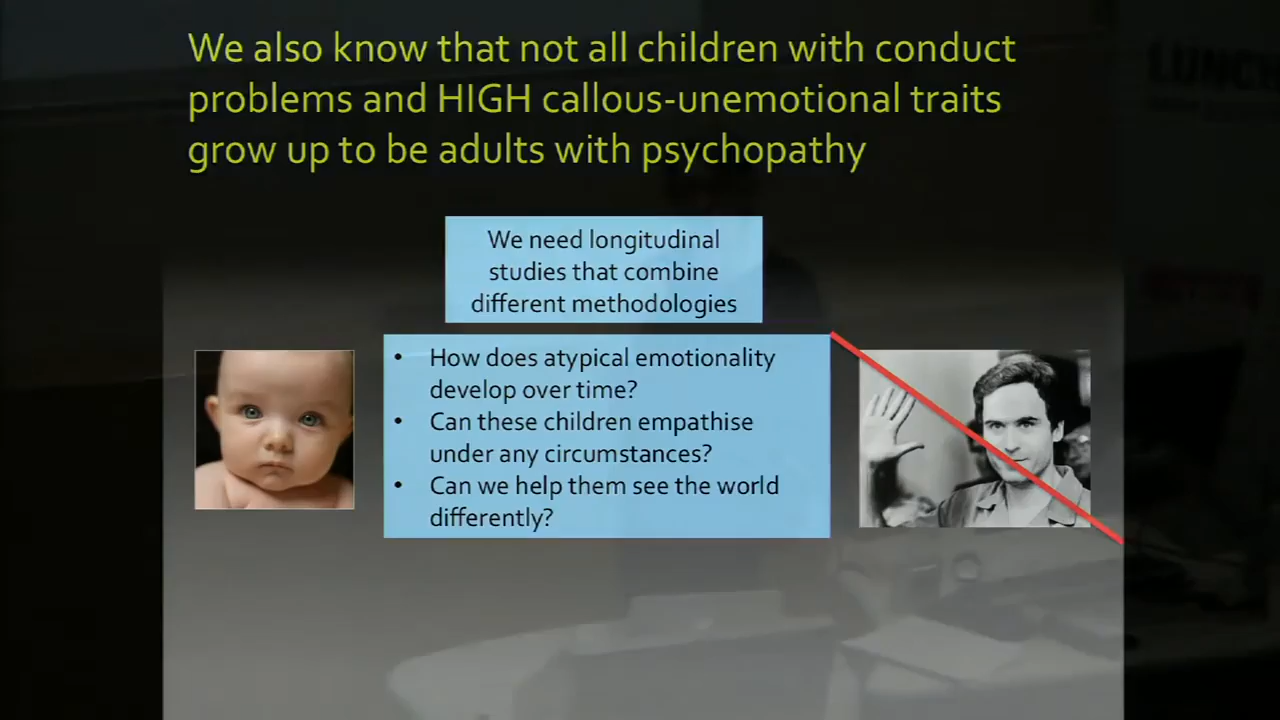 We also know that not all children with conduct
problems and HIGH callous-unemotional traits
grow up to be adults with psychopathy
We need longitudinal
studies that combine
different methodologies
• How does atypical emotionality
develop over time?
• Can these children empathise
under any circumstances?
• Can we help them see the world
differently?